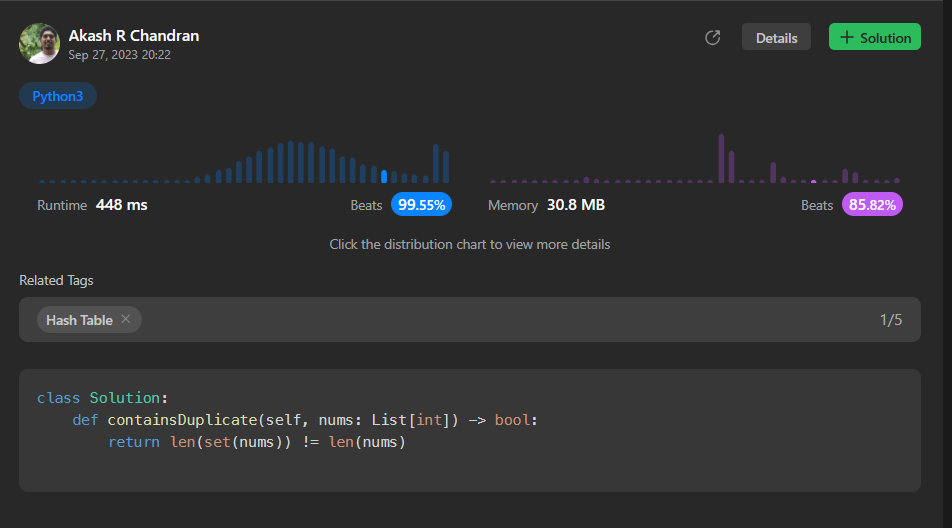 Akash R Chandran
Sep 27, 2023 20:22
Details
+ Solution
Python3
Runtime 448 ms Beats 99.55%
Memory 30.8 MB Beats 85.82%
Click the distribution chart to view more details
Related Tags
Hash Table × 1/5
class Solution:
    def containsDuplicate(self, nums: List[int]) -> bool:
        return len(set(nums)) != len(nums)